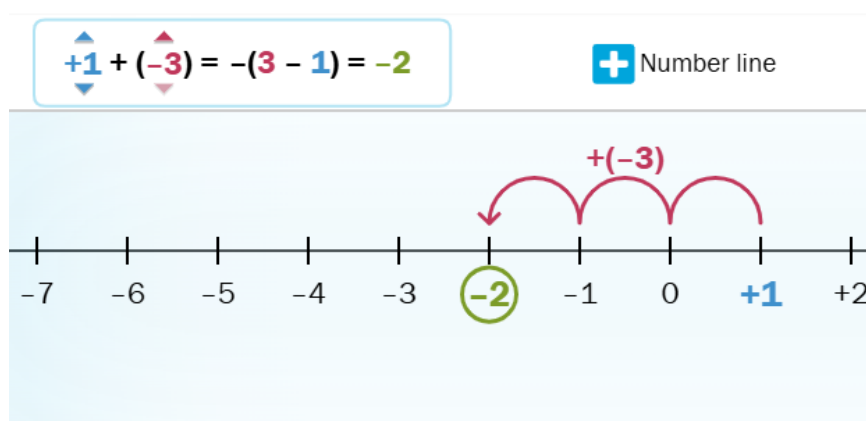 +1 + (–3) = –(3 – 1) = –2
Number line
+(–3)
–7 –6 –5 –4 –3 –2 –1 0 +1 +2